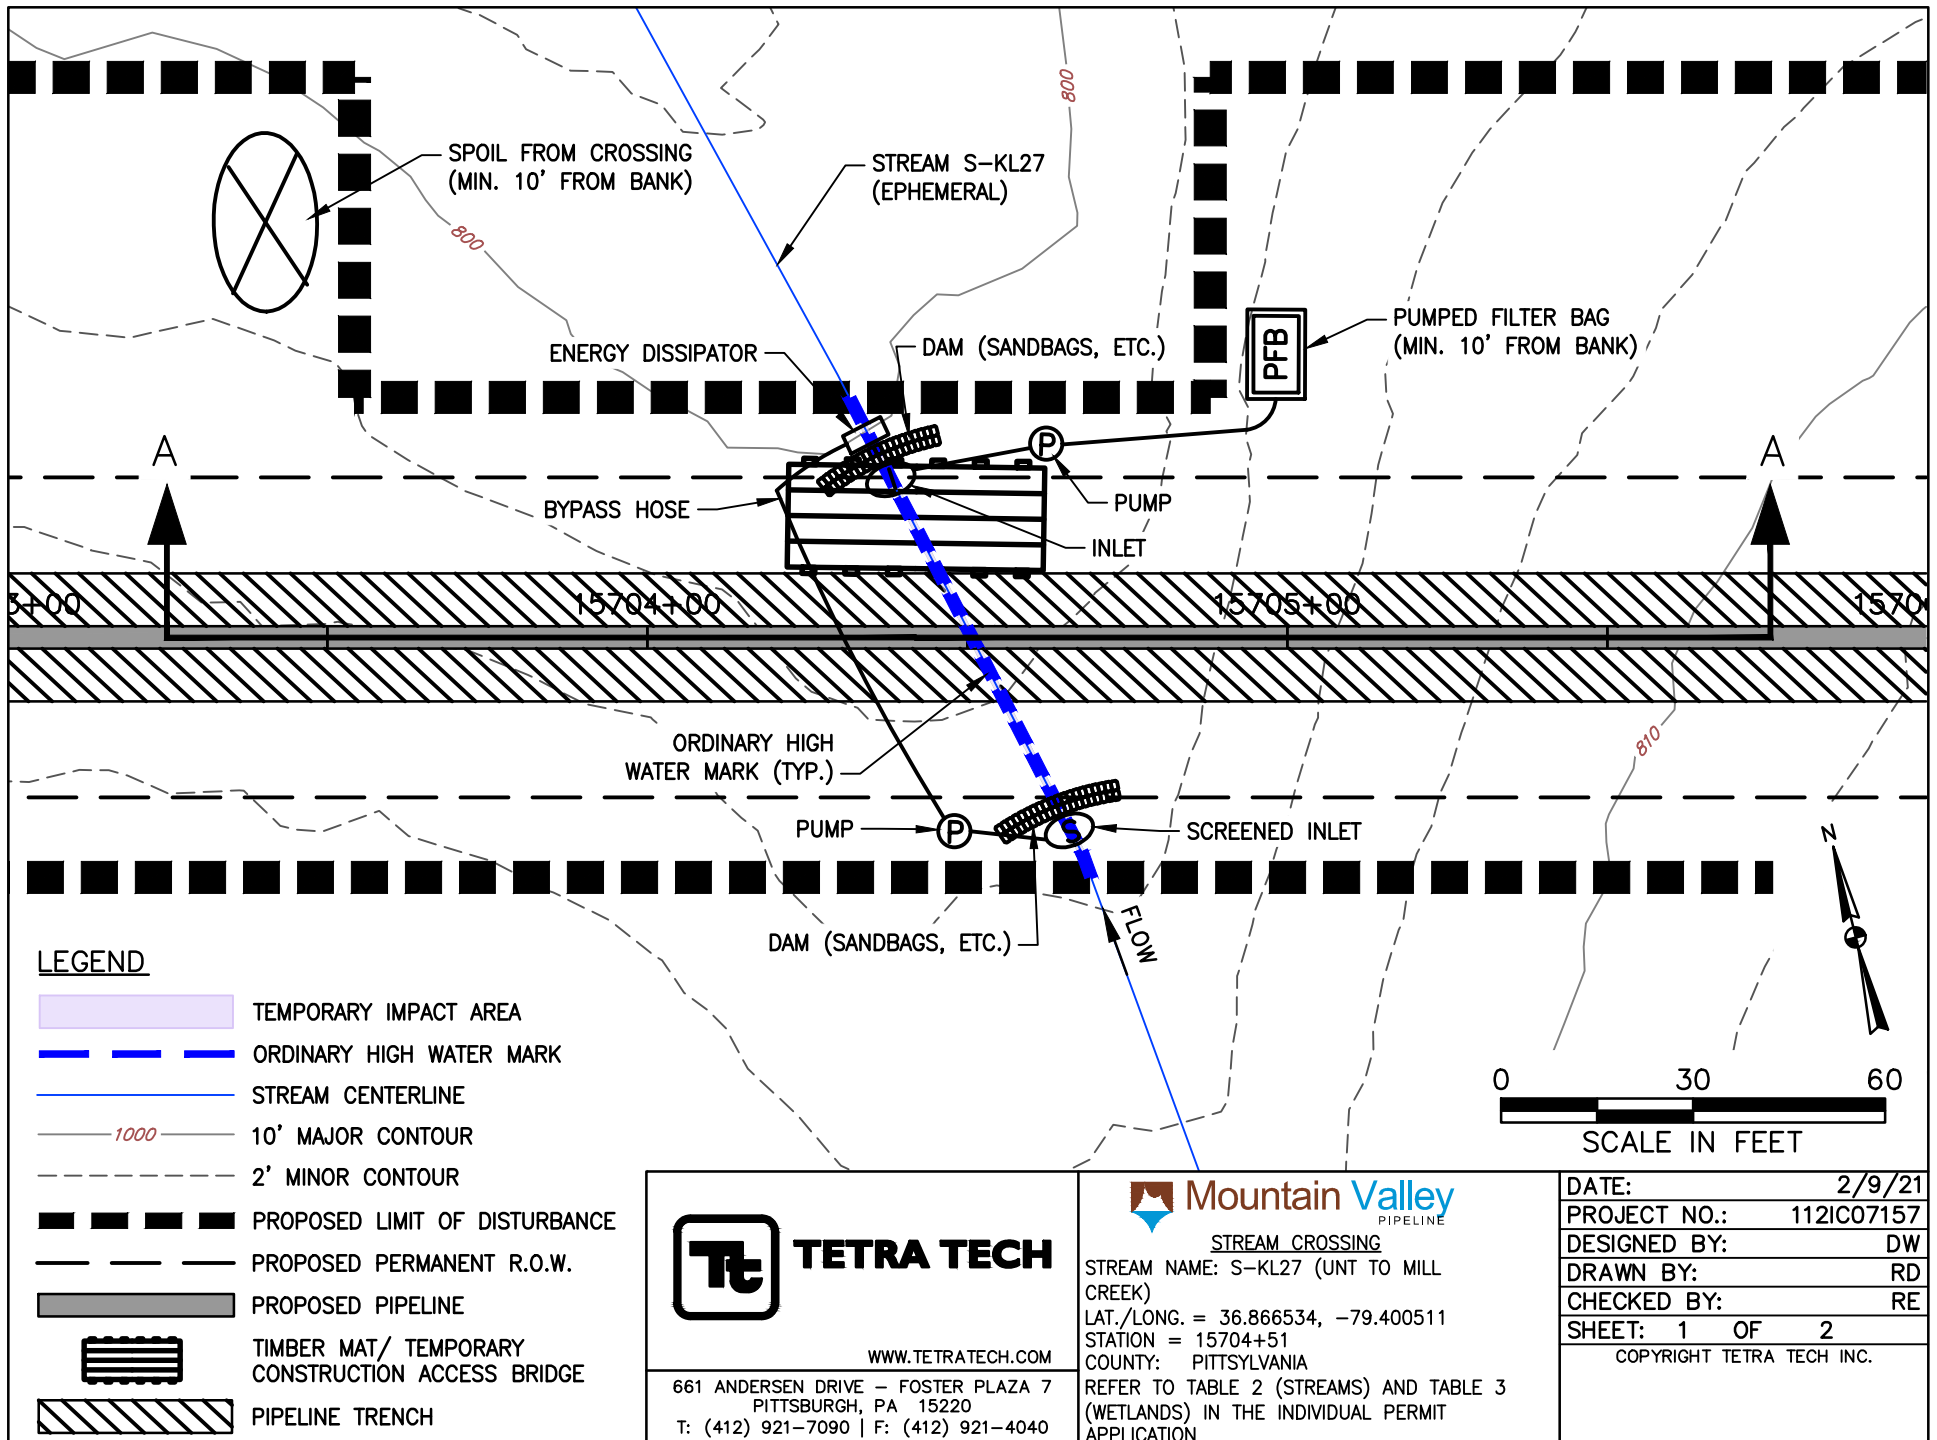 800
SPOIL FROM CROSSING
(MIN. 10' FROM BANK)
STREAM S-KL27
(EPHEMERAL)
800
PUMPED FILTER BAG
(MIN. 10' FROM BANK)
PFB
ENERGY DISSIPATOR
DAM (SANDBAGS, ETC.)
A
P
A
BYPASS HOSE
PUMP
INLET
15704+00
15705+00
ORDINARY HIGH
WATER MARK (TYP.)
810
PUMP
P
S
SCREENED INLET
N
DAM (SANDBAGS, ETC.)
FLOW
LEGEND
TEMPORARY IMPACT AREA
ORDINARY HIGH WATER MARK
STREAM CENTERLINE
1000
10' MAJOR CONTOUR
2' MINOR CONTOUR
PROPOSED LIMIT OF DISTURBANCE
PROPOSED PERMANENT R.O.W.
PROPOSED PIPELINE
TIMBER MAT/ TEMPORARY
CONSTRUCTION ACCESS BRIDGE
PIPELINE TRENCH
0 30 60
SCALE IN FEET
Tt
TETRA TECH
WWW.TETRATECH.COM
661 ANDERSEN DRIVE – FOSTER PLAZA 7
PITTSBURGH, PA 15220
T: (412) 921-7090 | F: (412) 921-4040
Mountain Valley
PIPELINE
STREAM CROSSING
STREAM NAME: S-KL27 (UNT TO MILL
CREEK)
LAT./LONG. = 36.866534, -79.400511
STATION = 15704+51
COUNTY: PITTSYLVANIA
REFER TO TABLE 2 (STREAMS) AND TABLE 3
(WETLANDS) IN THE INDIVIDUAL PERMIT
APPLICATION
DATE: 2/9/21
PROJECT NO.: 112IC07157
DESIGNED BY: DW
DRAWN BY: RD
CHECKED BY: RE
SHEET: 1 OF 2
COPYRIGHT TETRA TECH INC.